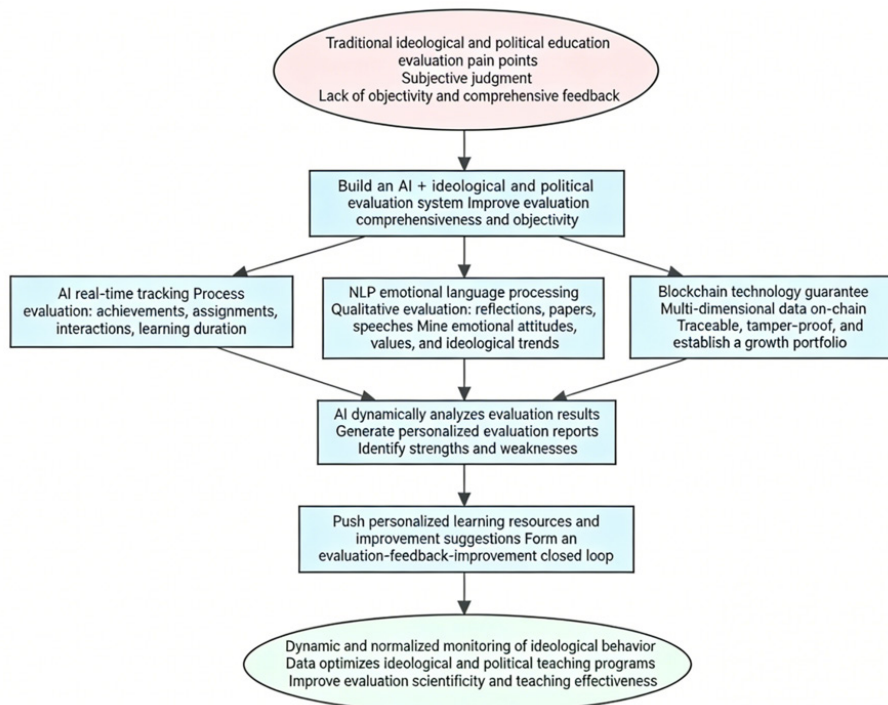 Traditional ideological and political education
evaluation pain points
Subjective judgment
Lack of objectivity and comprehensive feedback
Build an AI + ideological and political
evaluation system Improve evaluation
comprehensiveness and objectivity
AI real-time tracking Process
evaluation: achievements, assignments,
interactions, learning duration
NLP emotional language processing
Qualitative evaluation: reflections, papers,
speeches Mine emotional attitudes,
values, and ideological trends
Blockchain technology guarantee
Multi-dimensional data on-chain
Traceable, tamper-proof, and
establish a growth portfolio
AI dynamically analyzes evaluation results
Generate personalized evaluation reports
Identify strengths and weaknesses
Push personalized learning resources and
improvement suggestions Form an
evaluation-feedback-improvement closed loop
Dynamic and normalized monitoring of ideological behavior
Data optimizes ideological and political teaching programs
Improve evaluation scientificity and teaching effectiveness